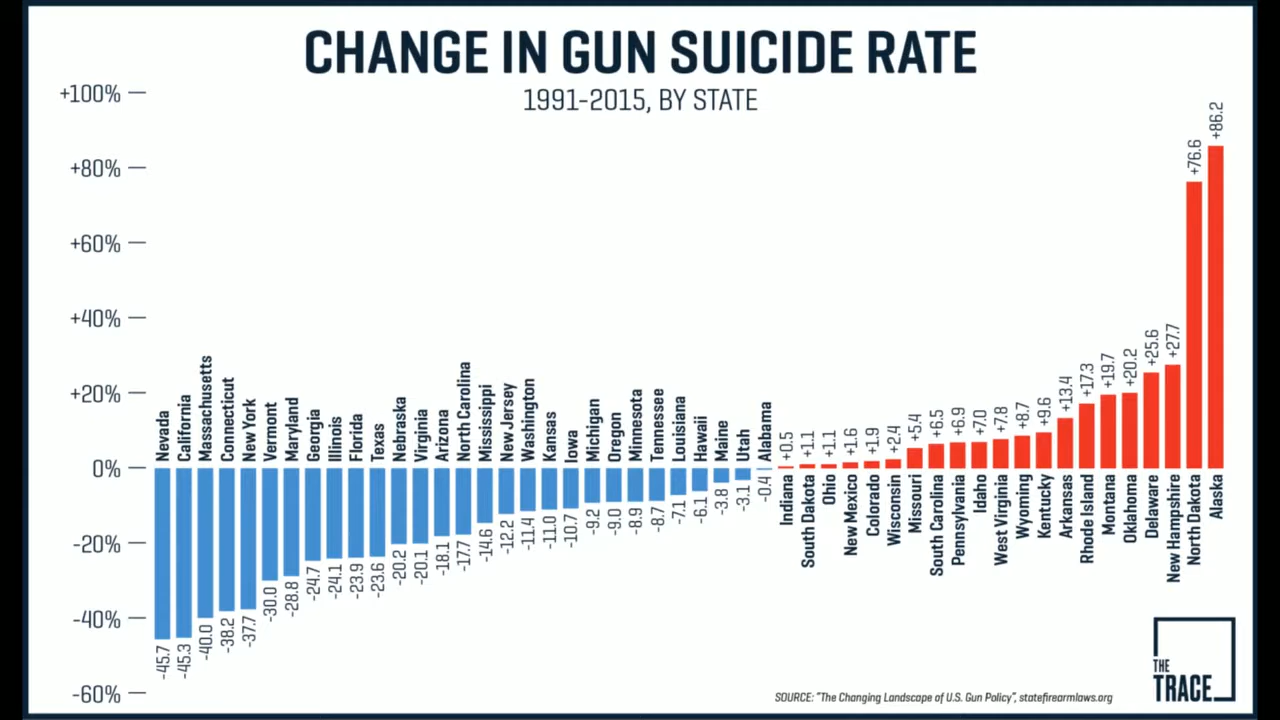 CHANGE IN GUN SUICIDE RATE
1991-2015, BY STATE
+100%
+80%
+60%
+40%
+20%
0%
-20%
-40%
-60%
Nevada
-45.7
California
-45.3
Massachusetts
-40.0
Connecticut
-38.2
New York
-37.7
Vermont
-30.0
Maryland
-28.8
Georgia
-24.7
Illinois
-24.1
Florida
-23.9
Texas
-23.6
Nebraska
-20.2
Virginia
-20.1
Arizona
-18.1
North Carolina
-17.7
Mississippi
-14.6
New Jersey
-12.2
Washington
-11.4
Kansas
-11.0
Iowa
-10.7
Michigan
-9.2
Oregon
-9.0
Minnesota
-8.9
Tennessee
-8.7
Louisiana
-7.1
Hawaii
-6.1
Maine
-3.8
Utah
-3.1
Alabama
-0.4
+0.5
Indiana
+1.1
South Dakota
+1.1
Ohio
+1.6
New Mexico
+1.9
Colorado
+2.4
Wisconsin
+5.4
Missouri
+6.5
South Carolina
+6.9
Pennsylvania
+7.0
Idaho
+7.8
West Virginia
+8.7
Wyoming
+9.6
Kentucky
+13.4
Arkansas
+17.3
Rhode Island
+19.7
Montana
+20.2
Oklahoma
+25.6
Delaware
+27.7
New Hampshire
+76.6
North Dakota
+86.2
Alaska
SOURCE: "The Changing Landscape of U.S. Gun Policy", statefirearmlaws.org
THE
TRACE